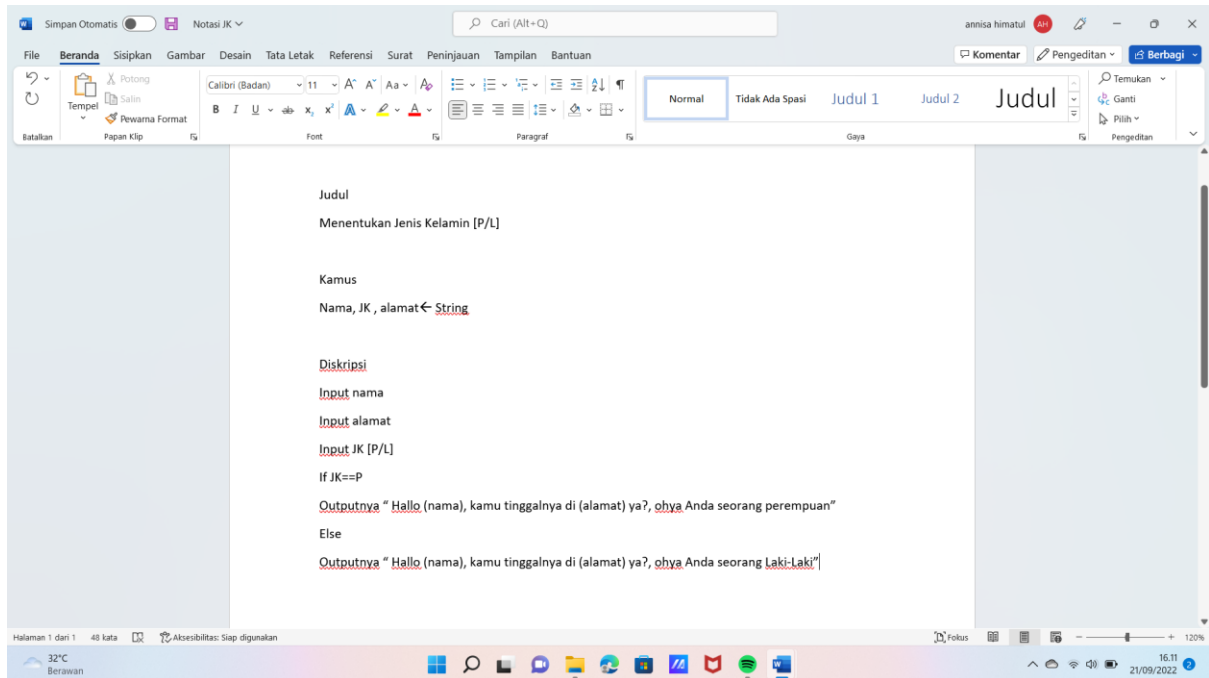 Simpan Otomatis
Notasi JK
Cari (Alt+Q)
annisa himatul
AH
File Beranda Sisipkan Gambar Desain Tata Letak Referensi Surat Peninjauan Tampilan Bantuan
Komentar
Pengeditan
Berbagi
Batalkan
Tempel
Potong
Salin
Pewarna Format
Papan Klip
Calibri (Badan) 11
Font
Paragraf
Normal
Tidak Ada Spasi
Judul 1
Judul 2
Judul
Gaya
Temukan
Ganti
Pilih
Pengeditan
Judul
Menentukan Jenis Kelamin [P/L]
Kamus
Nama, JK , alamat← String
Diskripsi
Input nama
Input alamat
Input JK [P/L]
If JK==P
Outputnya “ Hallo (nama), kamu tinggalnya di (alamat) ya?, ohya Anda seorang perempuan”
Else
Outputnya “ Hallo (nama), kamu tinggalnya di (alamat) ya?, ohya Anda seorang Laki-Laki”
Halaman 1 dari 1 48 kata Aksesibilitas: Siap digunakan
Fokus
120%
32°C
Berawan
16.11
21/09/2022
2